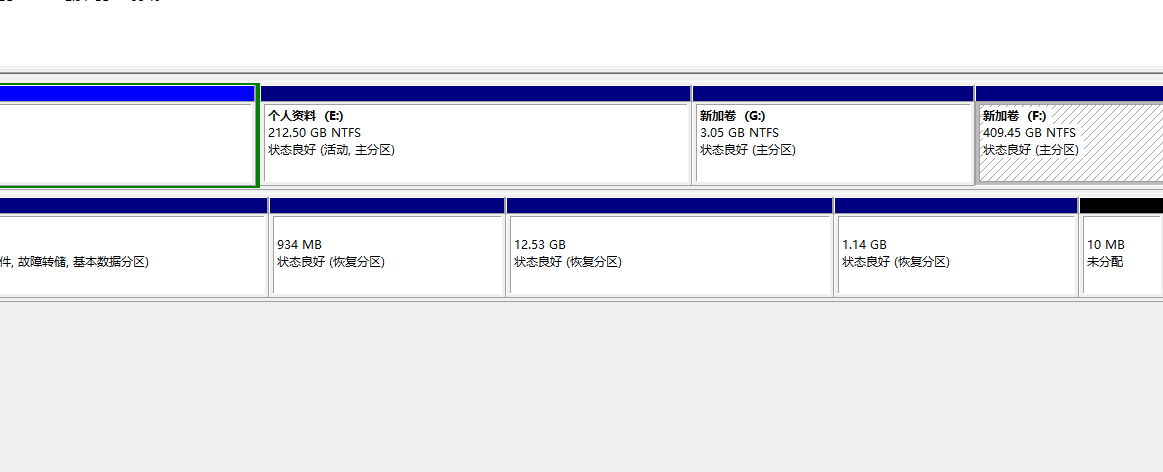 个人资料 (E:)
212.50 GB NTFS
状态良好 (活动, 主分区)
新加卷 (G:)
3.05 GB NTFS
状态良好 (主分区)
新加卷 (F:)
409.45 GB NTFS
状态良好 (主分区)
件, 故障转储, 基本数据分区)
934 MB
状态良好 (恢复分区)
12.53 GB
状态良好 (恢复分区)
1.14 GB
状态良好 (恢复分区)
10 MB
未分配